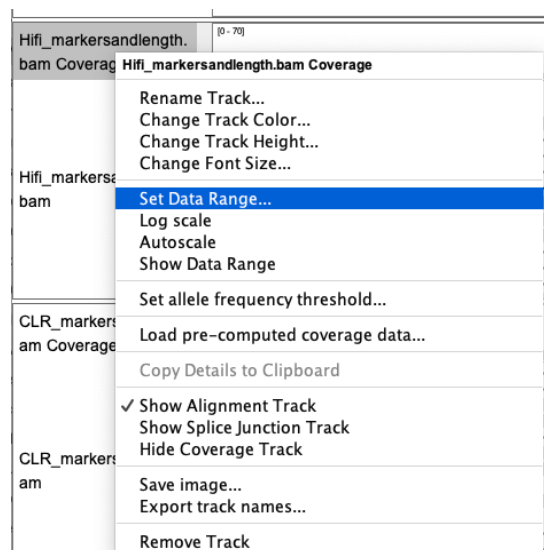 Hifi_markersandlength.
bam Coverag
[0 - 70]
Hifi_markersandlength.bam Coverage
Rename Track...
Change Track Color...
Change Track Height...
Change Font Size...
Hifi_markersa
bam
Set Data Range...
Log scale
Autoscale
Show Data Range
Set allele frequency threshold...
CLR_markers
am Coverage
Load pre-computed coverage data...
Copy Details to Clipboard
✓ Show Alignment Track
Show Splice Junction Track
Hide Coverage Track
CLR_markers
am
Save image...
Export track names...
Remove Track